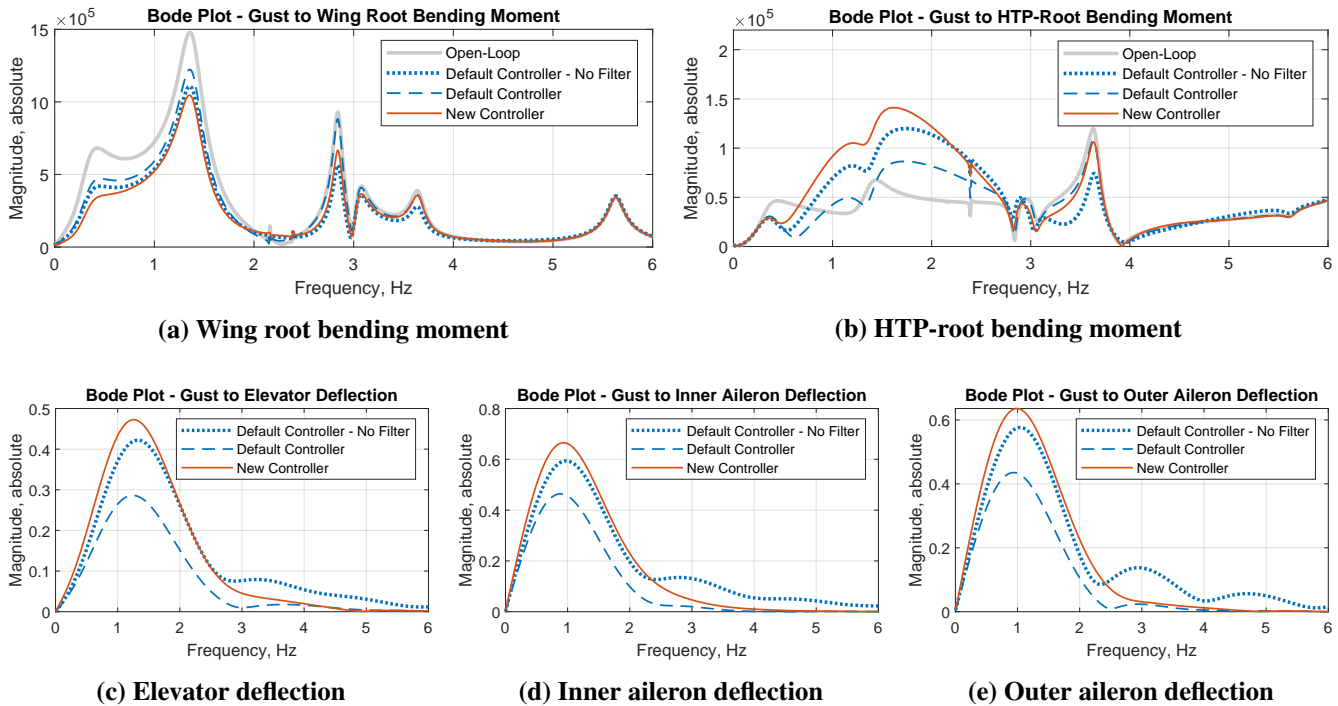 Bode Plot - Gust to Wing Root Bending Moment
×10⁵
15
10
5
0
Magnitude, absolute
Open-Loop
Default Controller - No Filter
Default Controller
New Controller
0 1 2 3 4 5 6
Frequency, Hz
(a) Wing root bending moment
Bode Plot - Gust to HTP-Root Bending Moment
×10⁵
2
1.5
1
0.5
0
Magnitude, absolute
Open-Loop
Default Controller - No Filter
Default Controller
New Controller
0 1 2 3 4 5 6
Frequency, Hz
(b) HTP-root bending moment
Bode Plot - Gust to Elevator Deflection
0.5
0.4
0.3
0.2
0.1
0
Magnitude, absolute
Default Controller - No Filter
Default Controller
New Controller
0 1 2 3 4 5 6
Frequency, Hz
(c) Elevator deflection
Bode Plot - Gust to Inner Aileron Deflection
0.8
0.6
0.4
0.2
0
Magnitude, absolute
Default Controller - No Filter
Default Controller
New Controller
0 1 2 3 4 5 6
Frequency, Hz
(d) Inner aileron deflection
Bode Plot - Gust to Outer Aileron Deflection
0.6
0.4
0.2
0
Magnitude, absolute
Default Controller - No Filter
Default Controller
New Controller
0 1 2 3 4 5 6
Frequency, Hz
(e) Outer aileron deflection